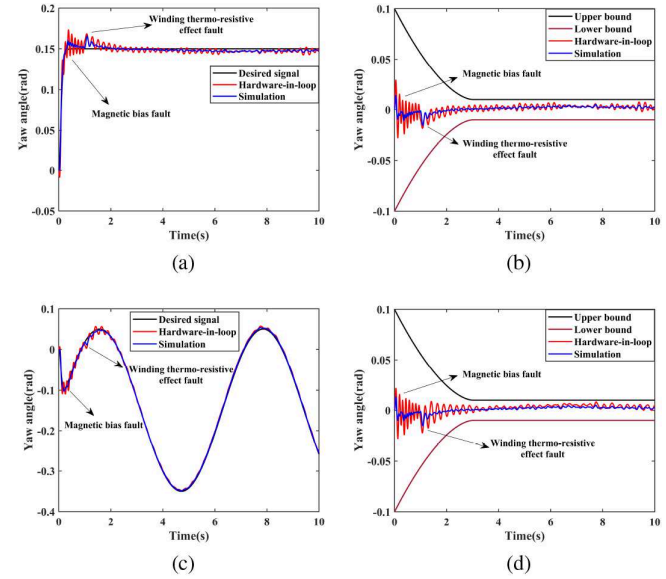 Winding thermo-resistive
effect fault
Magnetic bias fault
Desired signal
Hardware-in-loop
Simulation
Yaw angle(rad)
0.2
0.15
0.1
0.05
0
-0.05
0 2 4 6 8 10
Time(s)
(a)
Upper bound
Lower bound
Hardware-in-loop
Simulation
Magnetic bias fault
Winding thermo-resistive
effect fault
Yaw angle(rad)
0.1
0.05
0
-0.05
-0.1
0 2 4 6 8 10
Time(s)
(b)
Desired signal
Hardware-in-loop
Simulation
Winding thermo-resistive
effect fault
Magnetic bias fault
Yaw angle(rad)
0.1
0
-0.1
-0.2
-0.3
-0.4
0 2 4 6 8 10
Time(s)
(c)
Upper bound
Lower bound
Hardware-in-loop
Simulation
Magnetic bias fault
Winding thermo-resistive
effect fault
Yaw angle(rad)
0.1
0.05
0
-0.05
-0.1
0 2 4 6 8 10
Time(s)
(d)